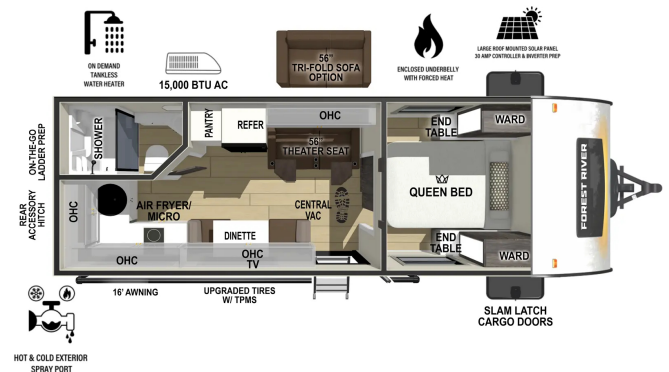 ON DEMAND
TANKLESS
WATER HEATER
15,000 BTU AC
56"
TRI-FOLD SOFA
OPTION
ENCLOSED UNDERBELLY
WITH FORCED HEAT
LARGE ROOF MOUNTED SOLAR PANEL
30 AMP CONTROLLER & INVERTER PREP
ON-THE-GO
LADDER PREP
REAR
ACCESSORY
HITCH
SHOWER
PANTRY
REFER
OHC
56"
THEATER SEAT
END
TABLE
WARD
QUEEN BED
FOREST RIVER
OHC
AIR FRYER/
MICRO
CENTRAL
VAC
DINETTE
OHC
OHC
TV
END
TABLE
WARD
16' AWNING
UPGRADED TIRES
W/ TPMS
SLAM LATCH
CARGO DOORS
HOT & COLD EXTERIOR
SPRAY PORT